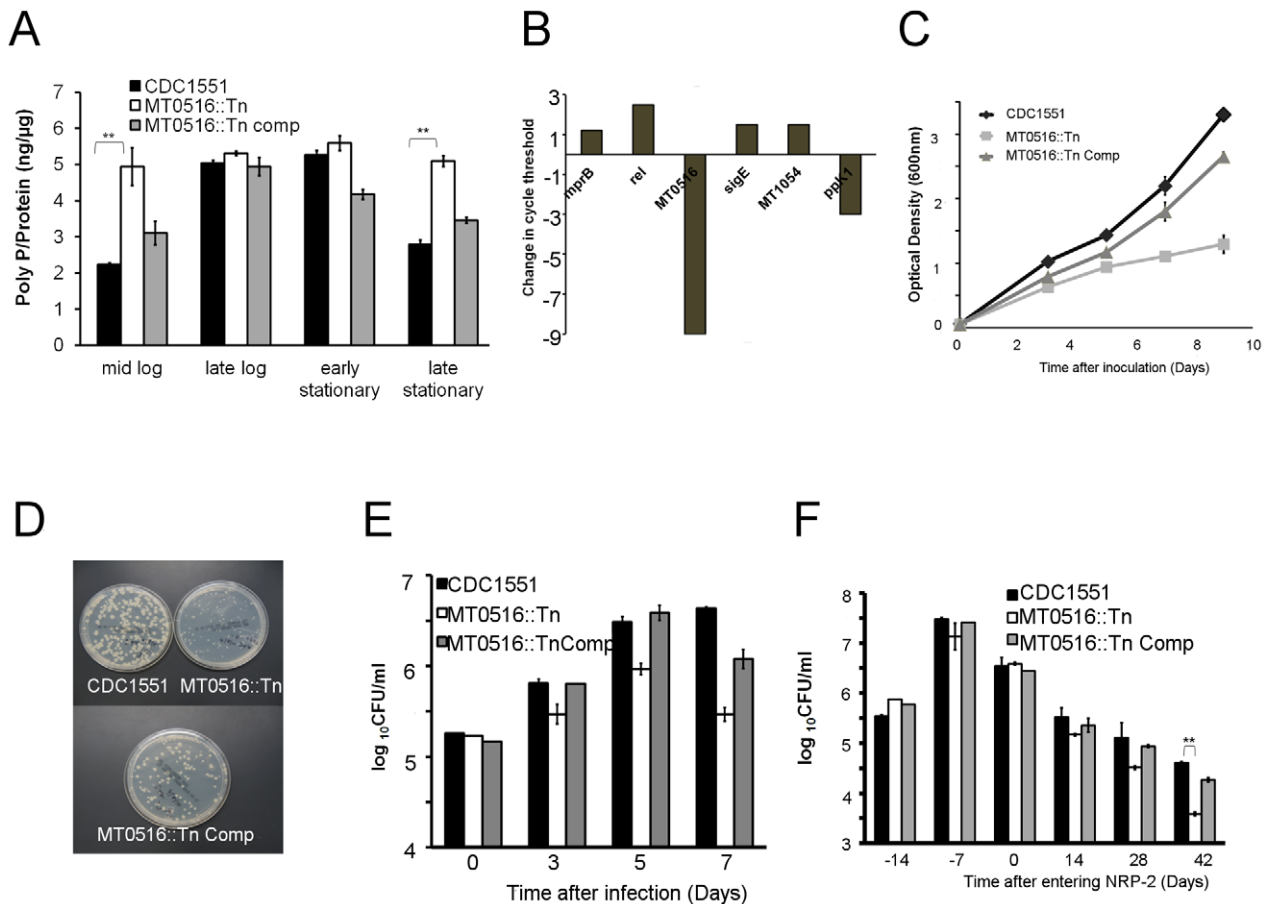 A
CDC1551
MT0516::Tn
MT0516::Tn comp
Poly P/Protein (ng/µg)
7
6
5
4
3
2
1
0
**
**
mid log
late log
early
stationary
late
stationary
B
Change in cycle threshold
3
1
-1
-3
-5
-7
-9
mprB
rel
MT0516
sigE
MT1054
ppk1
C
CDC1551
MT0516::Tn
MT0516::Tn Comp
Optical Density (600nm)
3
2
1
0
0
2
4
6
8
10
Time after inoculation (Days)
D
CDC1551
MT0516::Tn
MT0516::Tn Comp
E
CDC1551
MT0516::Tn
MT0516::TnComp
log 10CFU/ml
7
6
5
4
0
3
5
7
Time after infection (Days)
F
CDC1551
MT0516::Tn
MT0516::Tn Comp
log 10CFU/ml
8
7
6
5
4
3
**
-14
-7
0
14
28
42
Time after entering NRP-2 (Days)